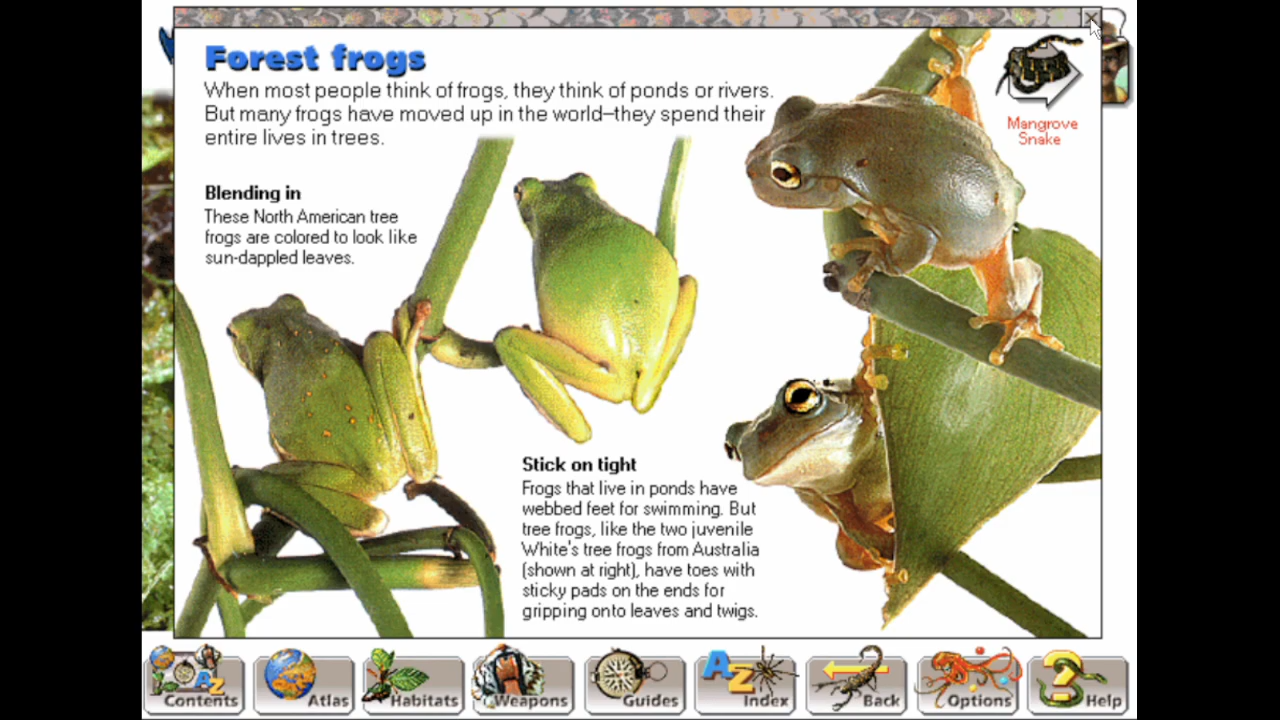 Forest frogs
When most people think of frogs, they think of ponds or rivers.
But many frogs have moved up in the world—they spend their
entire lives in trees.
Mangrove
Snake
Blending in
These North American tree
frogs are colored to look like
sun-dappled leaves.
Stick on tight
Frogs that live in ponds have
webbed feet for swimming. But
tree frogs, like the two juvenile
White's tree frogs from Australia
(shown at right), have toes with
sticky pads on the ends for
gripping onto leaves and twigs.
AZ
Contents
Atlas
Habitats
Weapons
Guides
AZ
Index
Back
Options
?
Help